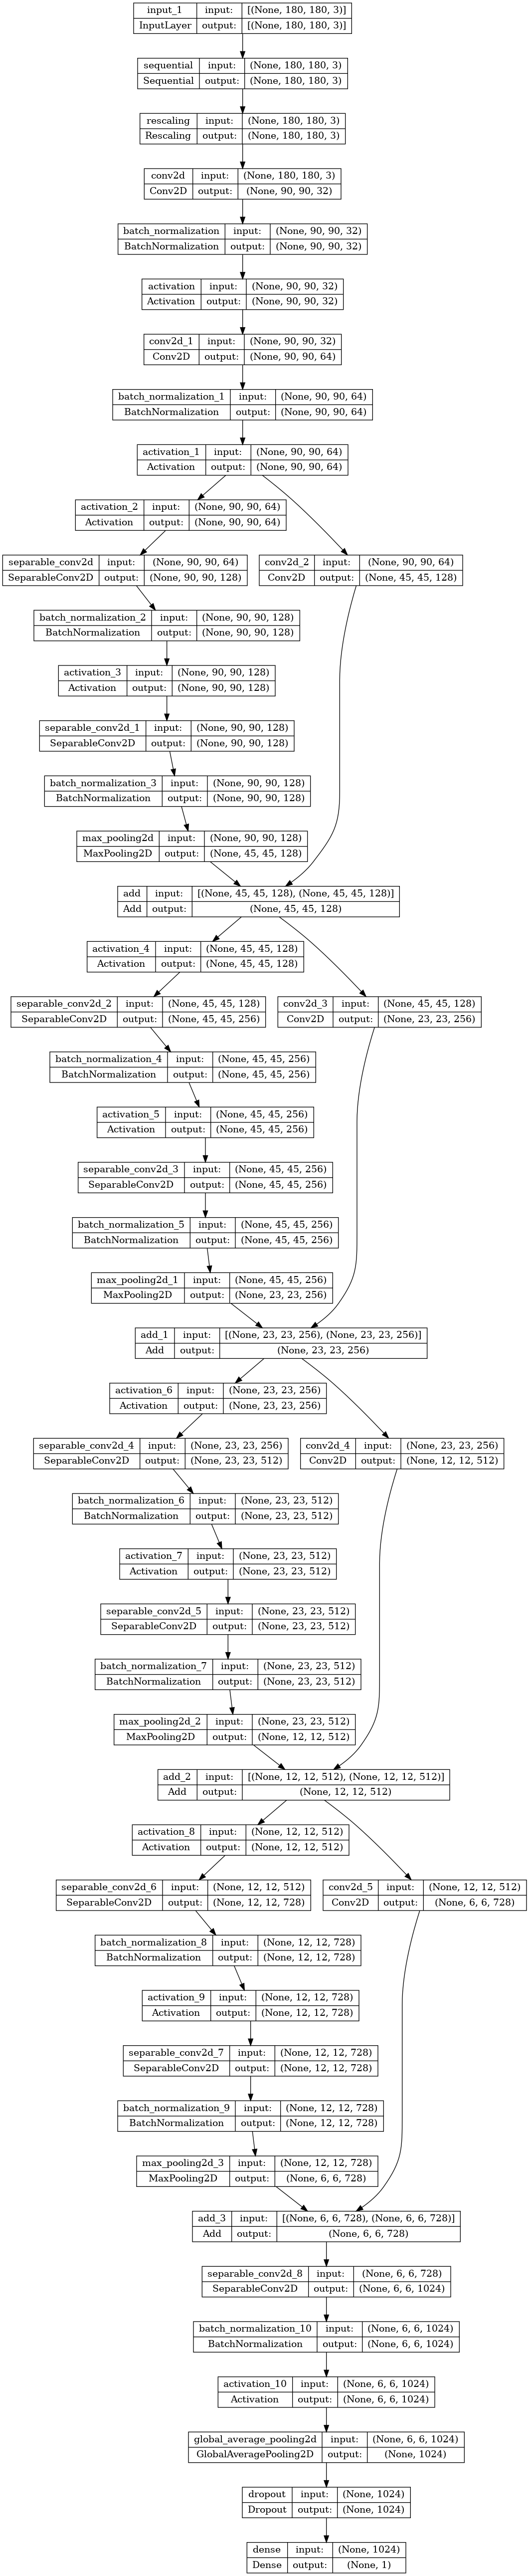 input_1 input: [(None, 180, 180, 3)]
InputLayer output: [(None, 180, 180, 3)]
sequential input: (None, 180, 180, 3)
Sequential output: (None, 180, 180, 3)
rescaling input: (None, 180, 180, 3)
Rescaling output: (None, 180, 180, 3)
conv2d input: (None, 180, 180, 3)
Conv2D output: (None, 90, 90, 32)
batch_normalization input: (None, 90, 90, 32)
BatchNormalization output: (None, 90, 90, 32)
activation input: (None, 90, 90, 32)
Activation output: (None, 90, 90, 32)
conv2d_1 input: (None, 90, 90, 32)
Conv2D output: (None, 90, 90, 64)
batch_normalization_1 input: (None, 90, 90, 64)
BatchNormalization output: (None, 90, 90, 64)
activation_1 input: (None, 90, 90, 64)
Activation output: (None, 90, 90, 64)
activation_2 input: (None, 90, 90, 64)
Activation output: (None, 90, 90, 64)
separable_conv2d input: (None, 90, 90, 64)
SeparableConv2D output: (None, 90, 90, 128)
conv2d_2 input: (None, 90, 90, 64)
Conv2D output: (None, 45, 45, 128)
batch_normalization_2 input: (None, 90, 90, 128)
BatchNormalization output: (None, 90, 90, 128)
activation_3 input: (None, 90, 90, 128)
Activation output: (None, 90, 90, 128)
separable_conv2d_1 input: (None, 90, 90, 128)
SeparableConv2D output: (None, 90, 90, 128)
batch_normalization_3 input: (None, 90, 90, 128)
BatchNormalization output: (None, 90, 90, 128)
max_pooling2d input: (None, 90, 90, 128)
MaxPooling2D output: (None, 45, 45, 128)
add input: [(None, 45, 45, 128), (None, 45, 45, 128)]
Add output: (None, 45, 45, 128)
activation_4 input: (None, 45, 45, 128)
Activation output: (None, 45, 45, 128)
separable_conv2d_2 input: (None, 45, 45, 128)
SeparableConv2D output: (None, 45, 45, 256)
conv2d_3 input: (None, 45, 45, 128)
Conv2D output: (None, 23, 23, 256)
batch_normalization_4 input: (None, 45, 45, 256)
BatchNormalization output: (None, 45, 45, 256)
activation_5 input: (None, 45, 45, 256)
Activation output: (None, 45, 45, 256)
separable_conv2d_3 input: (None, 45, 45, 256)
SeparableConv2D output: (None, 45, 45, 256)
batch_normalization_5 input: (None, 45, 45, 256)
BatchNormalization output: (None, 45, 45, 256)
max_pooling2d_1 input: (None, 45, 45, 256)
MaxPooling2D output: (None, 23, 23, 256)
add_1 input: [(None, 23, 23, 256), (None, 23, 23, 256)]
Add output: (None, 23, 23, 256)
activation_6 input: (None, 23, 23, 256)
Activation output: (None, 23, 23, 256)
separable_conv2d_4 input: (None, 23, 23, 256)
SeparableConv2D output: (None, 23, 23, 512)
conv2d_4 input: (None, 23, 23, 256)
Conv2D output: (None, 12, 12, 512)
batch_normalization_6 input: (None, 23, 23, 512)
BatchNormalization output: (None, 23, 23, 512)
activation_7 input: (None, 23, 23, 512)
Activation output: (None, 23, 23, 512)
separable_conv2d_5 input: (None, 23, 23, 512)
SeparableConv2D output: (None, 23, 23, 512)
batch_normalization_7 input: (None, 23, 23, 512)
BatchNormalization output: (None, 23, 23, 512)
max_pooling2d_2 input: (None, 23, 23, 512)
MaxPooling2D output: (None, 12, 12, 512)
add_2 input: [(None, 12, 12, 512), (None, 12, 12, 512)]
Add output: (None, 12, 12, 512)
activation_8 input: (None, 12, 12, 512)
Activation output: (None, 12, 12, 512)
separable_conv2d_6 input: (None, 12, 12, 512)
SeparableConv2D output: (None, 12, 12, 728)
conv2d_5 input: (None, 12, 12, 512)
Conv2D output: (None, 6, 6, 728)
batch_normalization_8 input: (None, 12, 12, 728)
BatchNormalization output: (None, 12, 12, 728)
activation_9 input: (None, 12, 12, 728)
Activation output: (None, 12, 12, 728)
separable_conv2d_7 input: (None, 12, 12, 728)
SeparableConv2D output: (None, 12, 12, 728)
batch_normalization_9 input: (None, 12, 12, 728)
BatchNormalization output: (None, 12, 12, 728)
max_pooling2d_3 input: (None, 12, 12, 728)
MaxPooling2D output: (None, 6, 6, 728)
add_3 input: [(None, 6, 6, 728), (None, 6, 6, 728)]
Add output: (None, 6, 6, 728)
separable_conv2d_8 input: (None, 6, 6, 728)
SeparableConv2D output: (None, 6, 6, 1024)
batch_normalization_10 input: (None, 6, 6, 1024)
BatchNormalization output: (None, 6, 6, 1024)
activation_10 input: (None, 6, 6, 1024)
Activation output: (None, 6, 6, 1024)
global_average_pooling2d input: (None, 6, 6, 1024)
GlobalAveragePooling2D output: (None, 1024)
dropout input: (None, 1024)
Dropout output: (None, 1024)
dense input: (None, 1024)
Dense output: (None, 1)